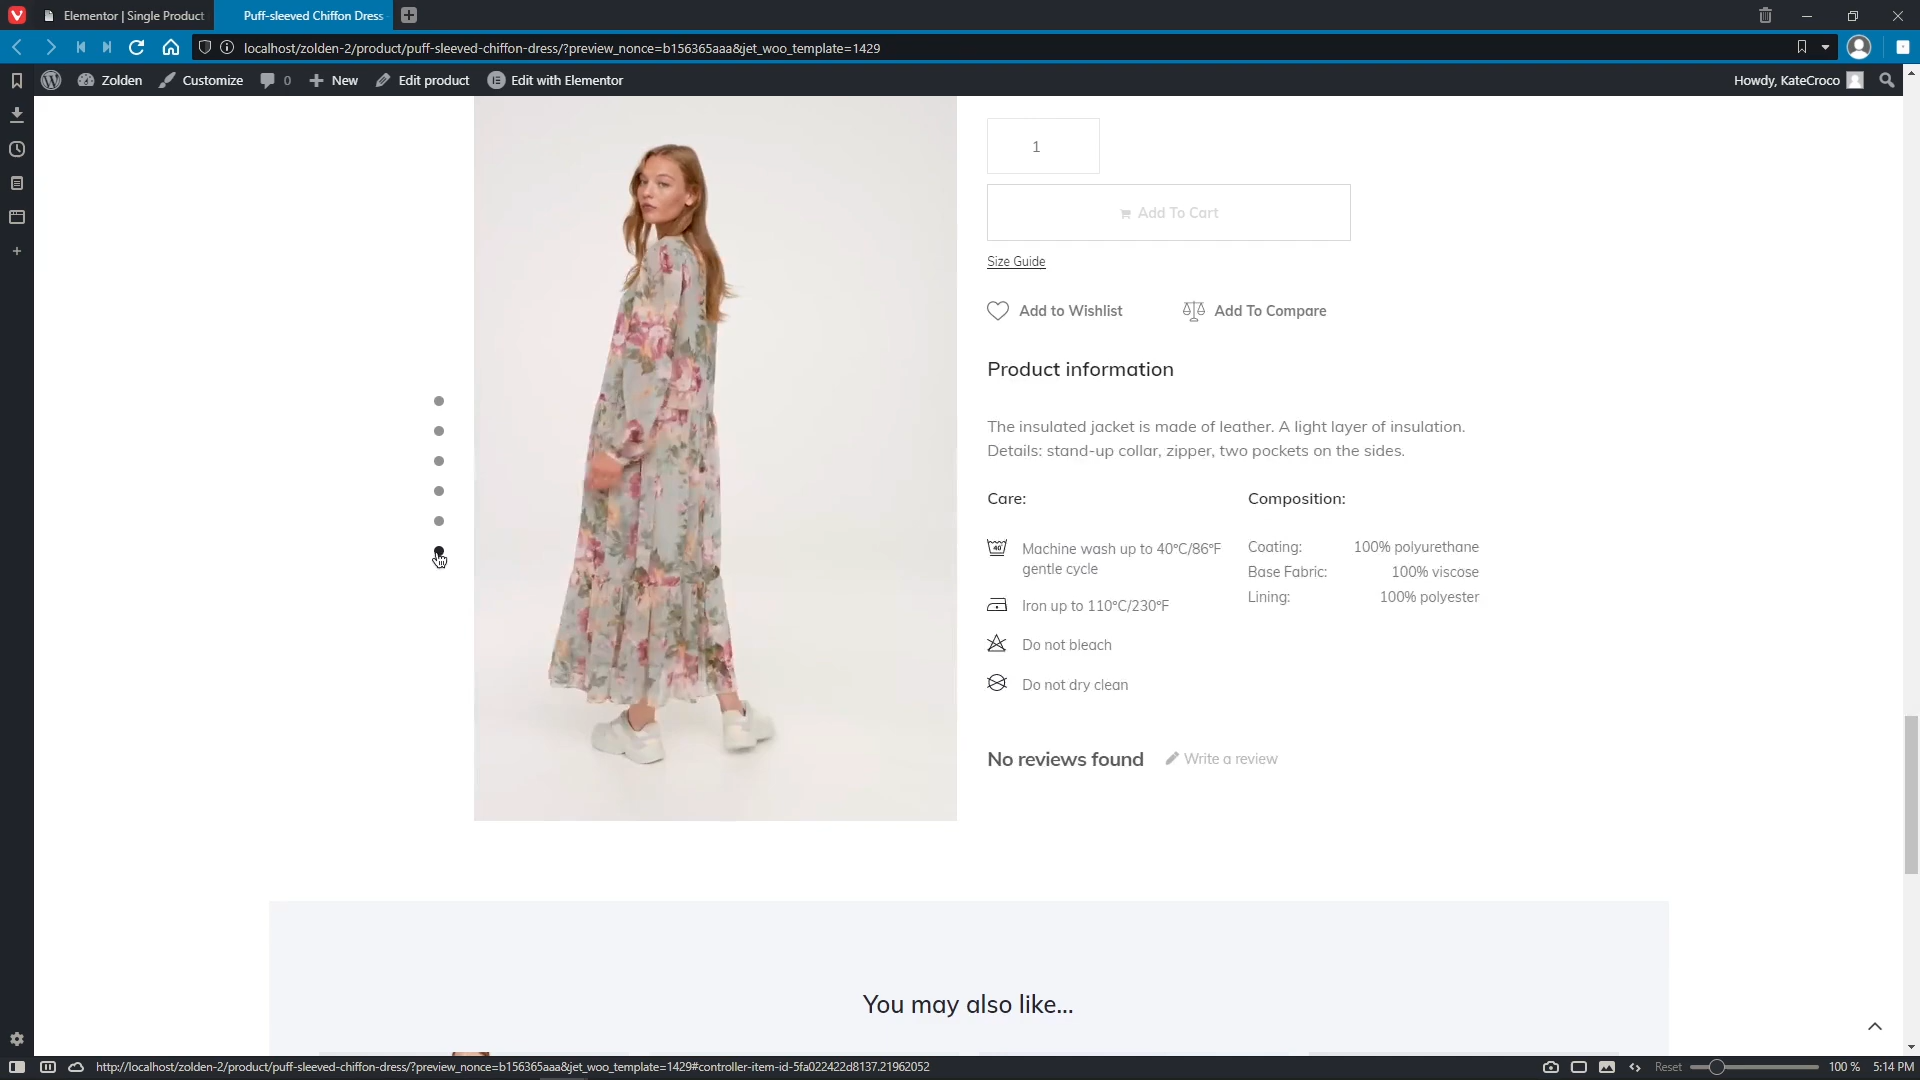 Elementor | Single Product
Puff-sleeved Chiffon Dress
localhost/zolden-2/product/puff-sleeved-chiffon-dress/?preview_nonce=b156365aaa&jet_woo_template=1429
Zolden
Customize
0
New
Edit product
Edit with Elementor
Howdy, KateCroco
1
Add To Cart
Size Guide
Add to Wishlist
Add To Compare
Product information
The insulated jacket is made of leather. A light layer of insulation.
Details: stand-up collar, zipper, two pockets on the sides.
Care:
Composition:
Machine wash up to 40°C/86°F
gentle cycle
Iron up to 110°C/230°F
Do not bleach
Do not dry clean
Coating: 100% polyurethane
Base Fabric: 100% viscose
Lining: 100% polyester
No reviews found
Write a review
You may also like...
http://localhost/zolden-2/product/puff-sleeved-chiffon-dress/?preview_nonce=b156365aaa&jet_woo_template=1429#controller-item-id-5fa022422d8137.21962052
Reset
100 %
5:14 PM